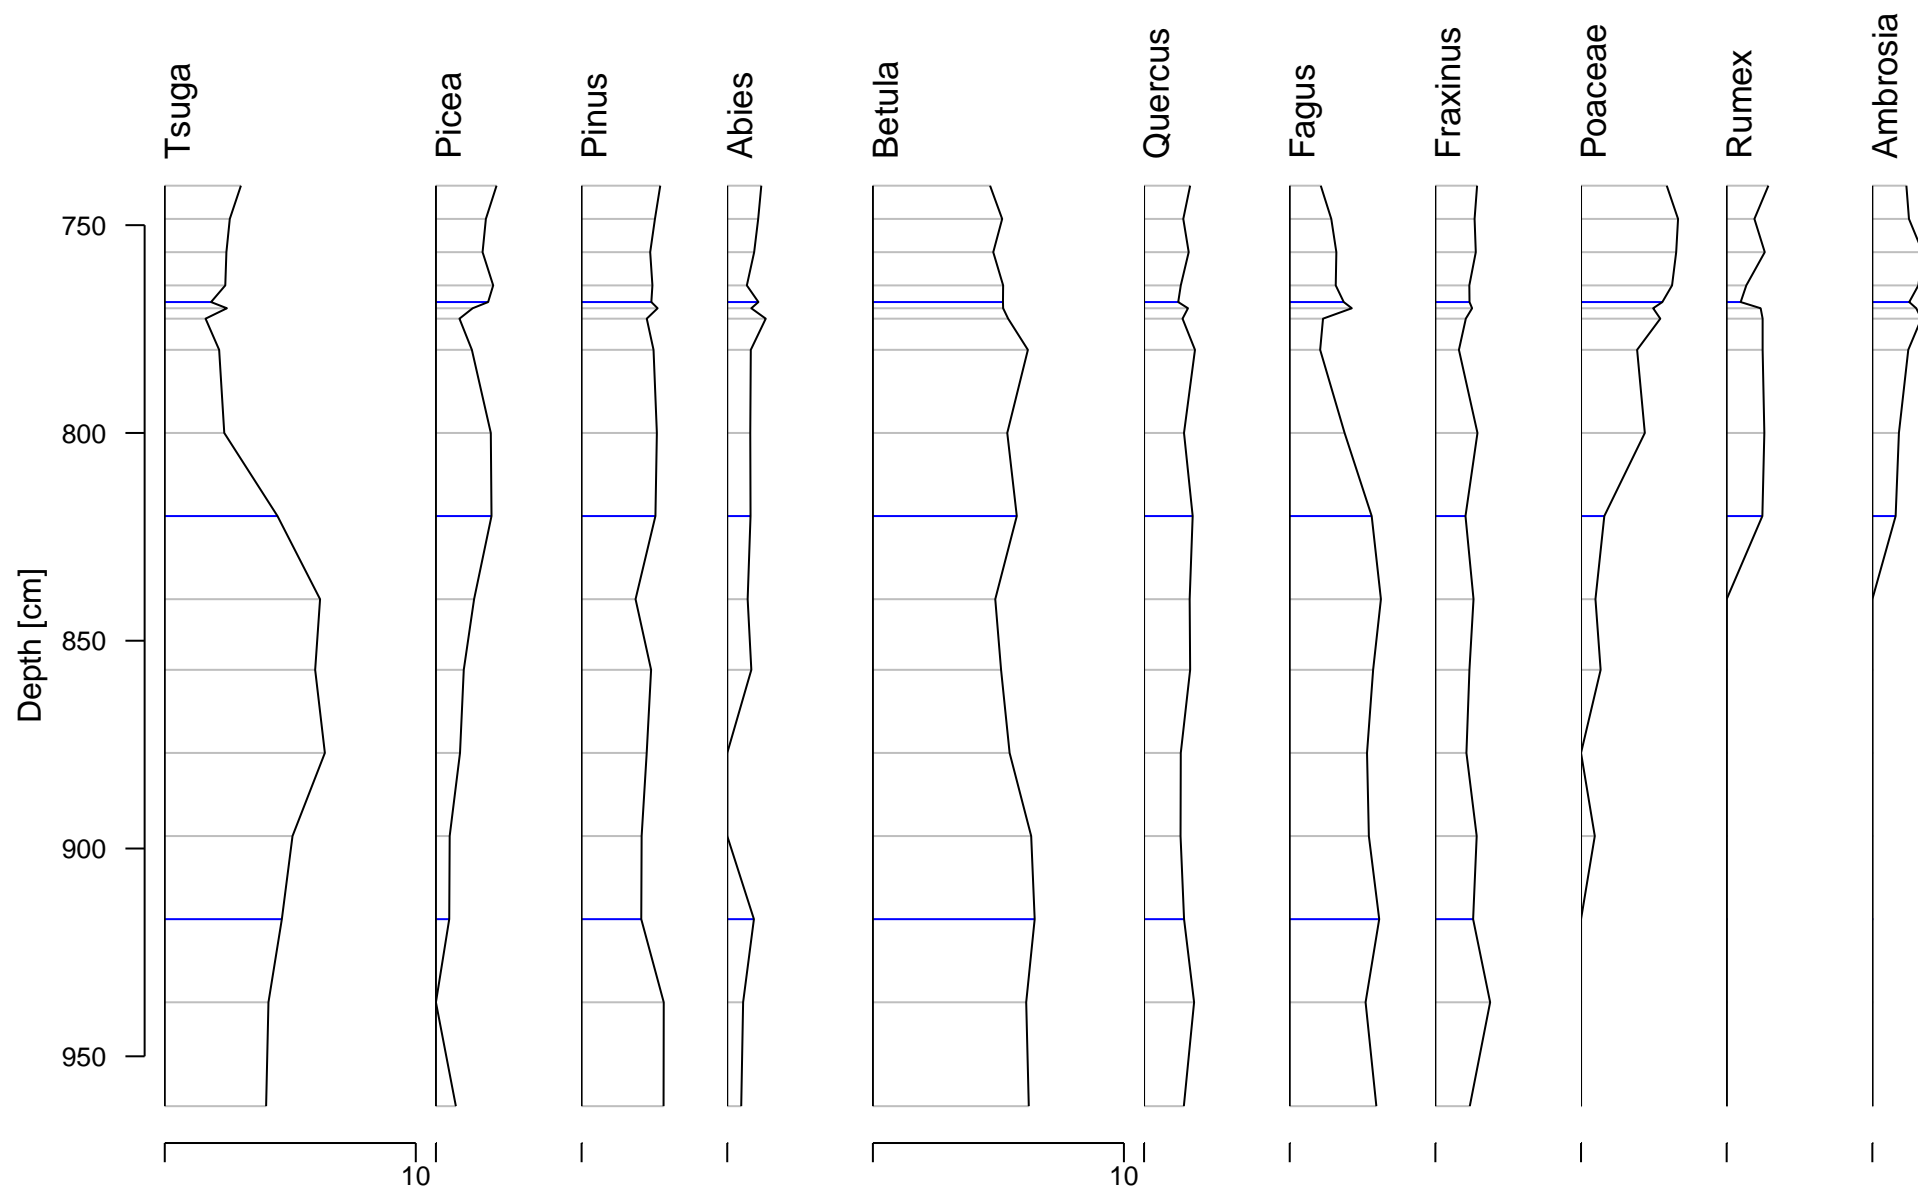 Tsuga
Picea
Pinus
Abies
Betula
Quercus
Fagus
Fraxinus
Poaceae
Rumex
Ambrosia
Depth [cm]
750
800
850
900
950
10
10